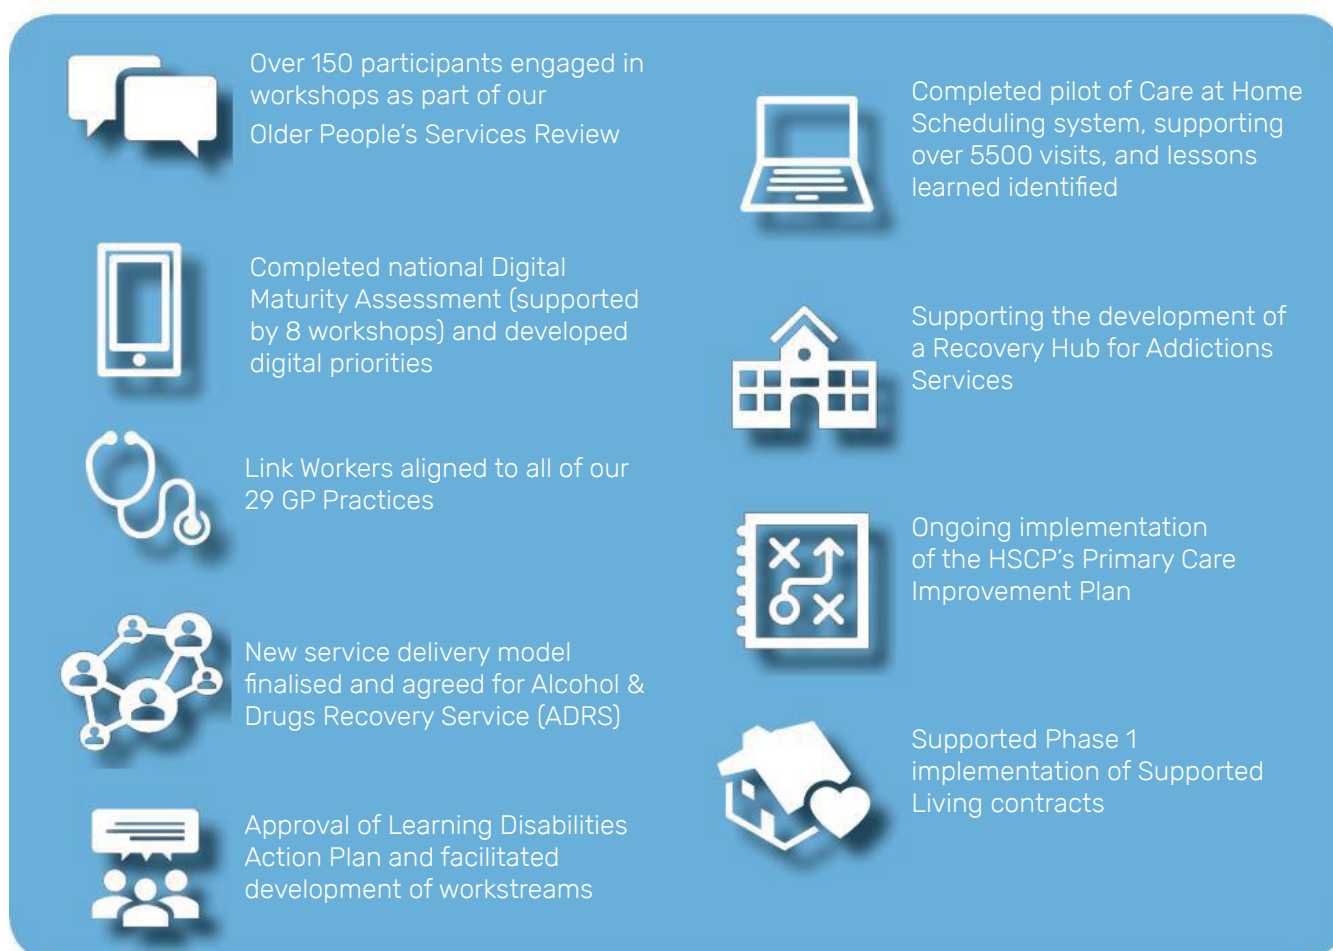 Over 150 participants engaged in
workshops as part of our
Older People's Services Review
Completed national Digital
Maturity Assessment (supported
by 8 workshops) and developed
digital priorities
Link Workers aligned to all of our
29 GP Practices
New service delivery model
finalised and agreed for Alcohol &
Drugs Recovery Service (ADRS)
Approval of Learning Disabilities
Action Plan and facilitated
development of workstreams
Completed pilot of Care at Home
Scheduling system, supporting
over 5500 visits, and lessons
learned identified
Supporting the development of
a Recovery Hub for Addictions
Services
Ongoing implementation
of the HSCP's Primary Care
Improvement Plan
Supported Phase 1
implementation of Supported
Living contracts